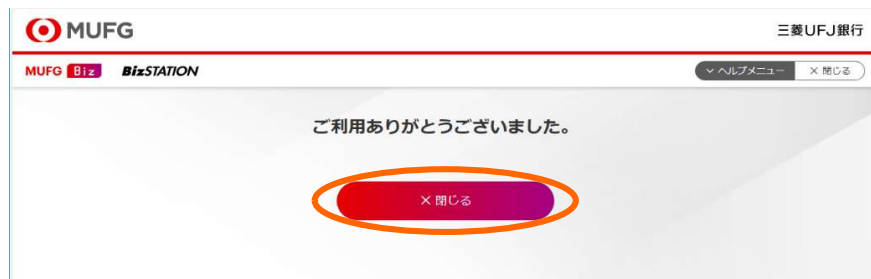 MUFG
三菱UFJ銀行
MUFG Biz BizSTATION
ヘルプメニュー ×閉じる
ご利用ありがとうございました。
×閉じる